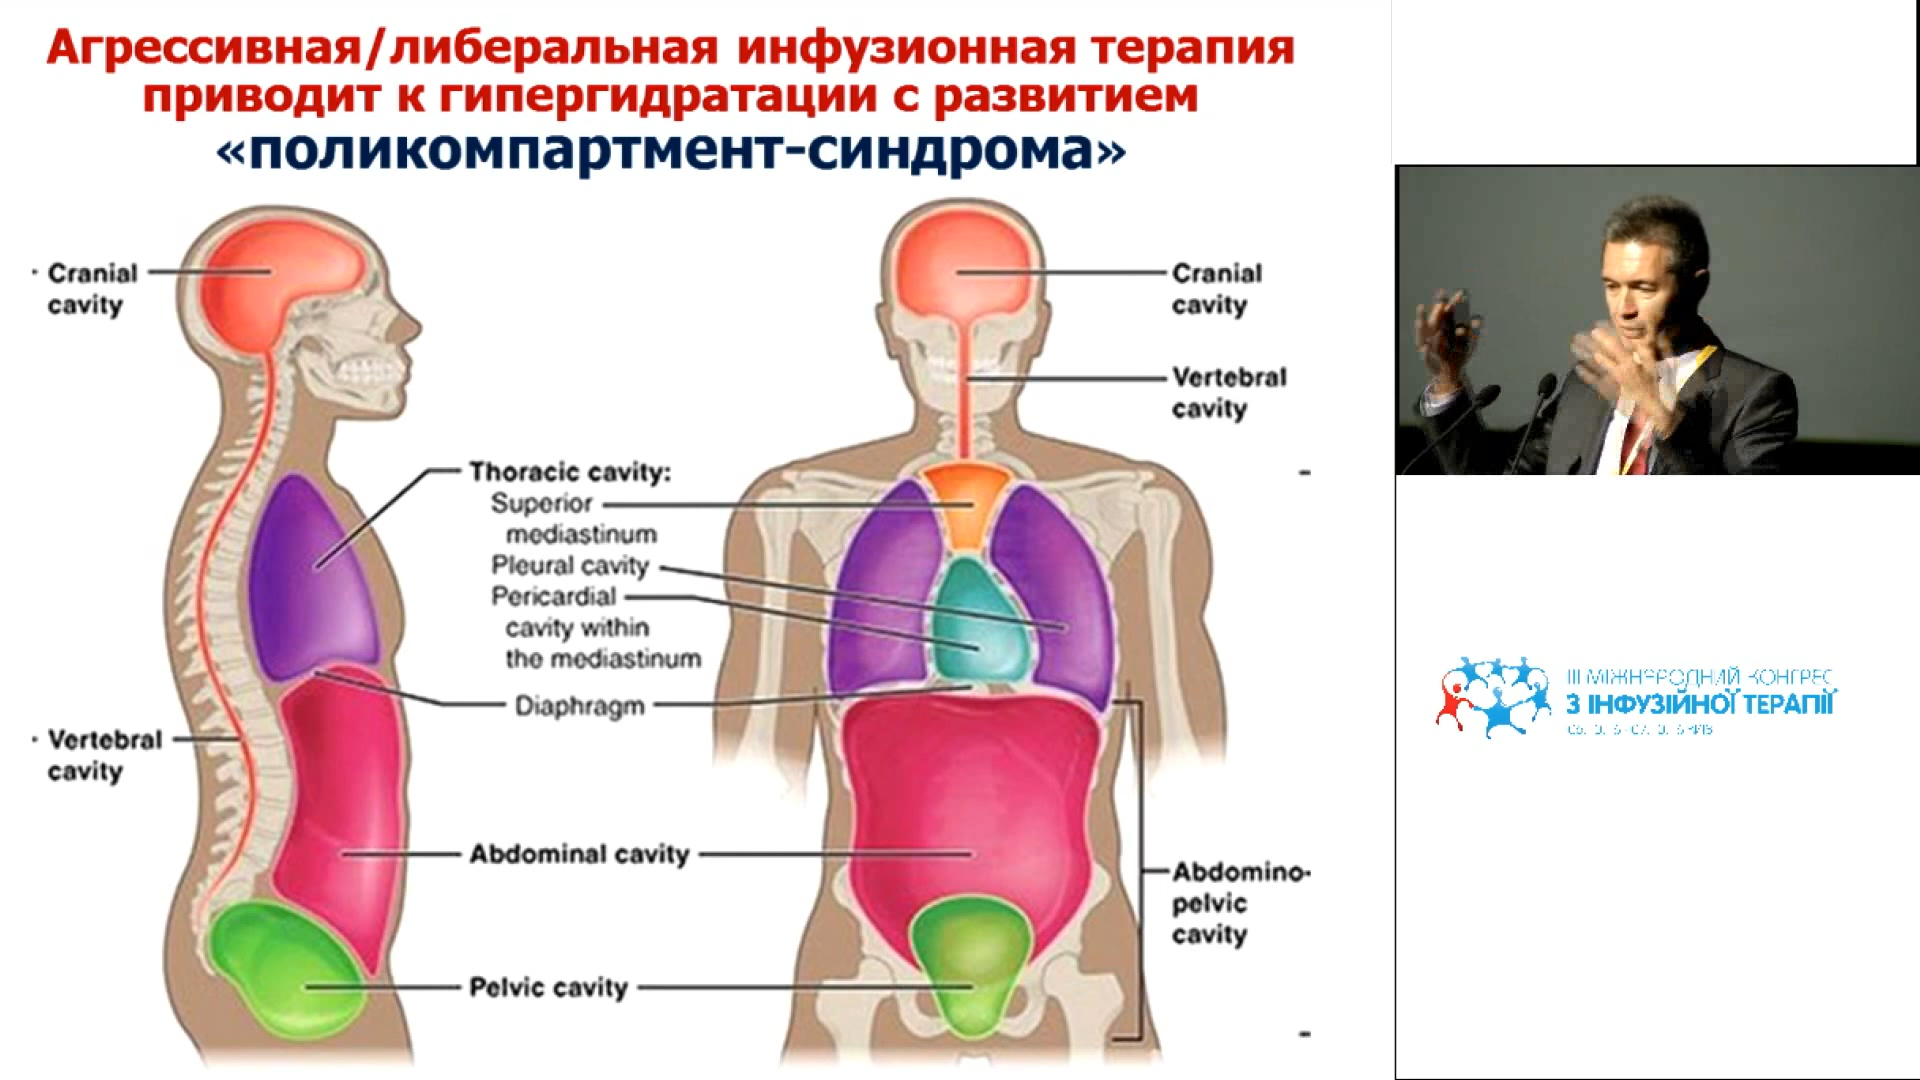 Агрессивная/либеральная инфузионная терапия
приводит к гипергидратации с развитием
«поликомпартмент-синдрома»
· Cranial
cavity
Cranial
cavity
Vertebral
cavity
Thoracic cavity:
Superior
mediastinum
Pleural cavity
Pericardial
cavity within
the mediastinum
Diaphragm
· Vertebral
cavity
Abdominal cavity
Abdomino-
pelvic
cavity
Pelvic cavity
III МІЖНАРОДНИЙ КОНГРЕС
З ІНФУЗІЙНОЇ ТЕРАПІЇ